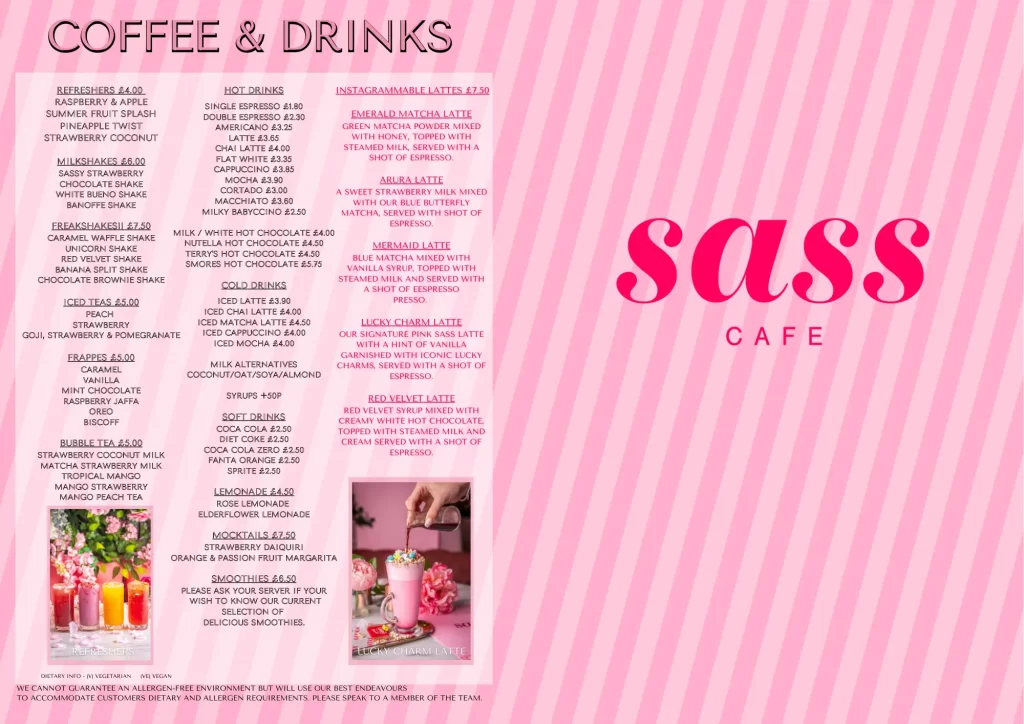 COFFEE & DRINKS
REFRESHERS £4.00
RASPBERRY & APPLE
SUMMER FRUIT SPLASH
PINEAPPLE TWIST
STRAWBERRY COCONUT
MILKSHAKES £6.00
SASSY STRAWBERRY
CHOCOLATE SHAKE
WHITE BUENO SHAKE
BANOFFE SHAKE
FREAKSHAKES!! £7.50
CARAMEL WAFFLE SHAKE
UNICORN SHAKE
RED VELVET SHAKE
BANANA SPLIT SHAKE
CHOCOLATE BROWNIE SHAKE
ICED TEAS £5.00
PEACH
STRAWBERRY
GOJI, STRAWBERRY & POMEGRANATE
FRAPPES £5.00
CARAMEL
VANILLA
MINT CHOCOLATE
RASPBERRY JAFFA
OREO
BISCOFF
BUBBLE TEA £5.00
STRAWBERRY COCONUT MILK
MATCHA STRAWBERRY MILK
TROPICAL MANGO
MANGO STRAWBERRY
MANGO PEACH TEA
REFRESHERS
HOT DRINKS
SINGLE ESPRESSO £1.80
DOUBLE ESPRESSO £2.30
AMERICANO £3.25
LATTE £3.65
CHAI LATTE £4.00
FLAT WHITE £3.35
CAPPUCCINO £3.85
MOCHA £3.90
CORTADO £3.00
MACCHIATO £3.60
MILKY BABYCCINO £2.50
MILK / WHITE HOT CHOCOLATE £4.00
NUTELLA HOT CHOCOLATE £4.50
TERRY'S HOT CHOCOLATE £4.50
SMORES HOT CHOCOLATE £5.75
COLD DRINKS
ICED LATTE £3.90
ICED CHAI LATTE £4.00
ICED MATCHA LATTE £4.50
ICED CAPPUCCINO £4.00
ICED MOCHA £4.00
MILK ALTERNATIVES
COCONUT/OAT/SOYA/ALMOND
SYRUPS +50P
SOFT DRINKS
COCA COLA £2.50
DIET COKE £2.50
COCA COLA ZERO £2.50
FANTA ORANGE £2.50
SPRITE £2.50
LEMONADE £4.50
ROSE LEMONADE
ELDERFLOWER LEMONADE
MOCKTAILS £7.50
STRAWBERRY DAIQUIRI
ORANGE & PASSION FRUIT MARGARITA
SMOOTHIES £6.50
PLEASE ASK YOUR SERVER IF YOUR
WISH TO KNOW OUR CURRENT
SELECTION OF
DELICIOUS SMOOTHIES.
INSTAGRAMMABLE LATTES £7.50
EMERALD MATCHA LATTE
GREEN MATCHA POWDER MIXED
WITH HONEY, TOPPED WITH
STEAMED MILK, SERVED WITH A
SHOT OF ESPRESSO.
ARURA LATTE
A SWEET STRAWBERRY MILK MIXED
WITH OUR BLUE BUTTERFLY
MATCHA, SERVED WITH SHOT OF
ESPRESSO.
MERMAID LATTE
BLUE MATCHA MIXED WITH
VANILLA SYRUP, TOPPED WITH
STEAMED MILK AND SERVED WITH
A SHOT OF EESPRESSO
PRESSO.
LUCKY CHARM LATTE
OUR SIGNATURE PINK SASS LATTE
WITH A HINT OF VANILLA
GARNISHED WITH ICONIC LUCKY
CHARMS, SERVED WITH A SHOT OF
ESPRESSO.
RED VELVET LATTE
RED VELVET SYRUP MIXED WITH
CREAMY WHITE HOT CHOCOLATE,
TOPPED WITH STEAMED MILK AND
CREAM SERVED WITH A SHOT OF
ESPRESSO.
LUCKY CHARM LATTE
DIETARY INFO - (V) VEGETARIAN (VE) VEGAN
WE CANNOT GUARANTEE AN ALLERGEN-FREE ENVIRONMENT BUT WILL USE OUR BEST ENDEAVOURS
TO ACCOMMODATE CUSTOMERS DIETARY AND ALLERGEN REQUIREMENTS. PLEASE SPEAK TO A MEMBER OF THE TEAM.
sass
CAFE